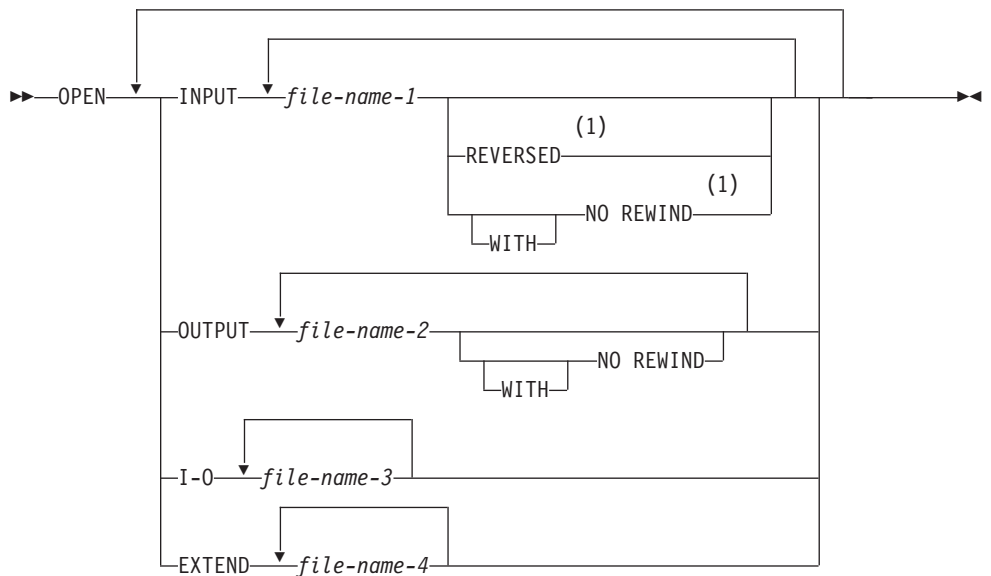 OPEN INPUT file-name-1
(1)
REVERSED
(1)
NO REWIND
WITH
OUTPUT file-name-2
NO REWIND
WITH
I-O file-name-3
EXTEND file-name-4